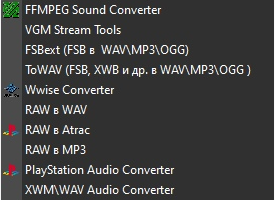 FFMPEG Sound Converter
VGM Stream Tools
FSBext (FSB в  WAV\MP3\OGG)
ToWAV (FSB, XWB и др. в WAV\MP3\OGG )
Wwise Converter
RAW в WAV
RAW в Atrac
RAW в MP3
PlayStation Audio Converter
XWM\WAV Audio Converter